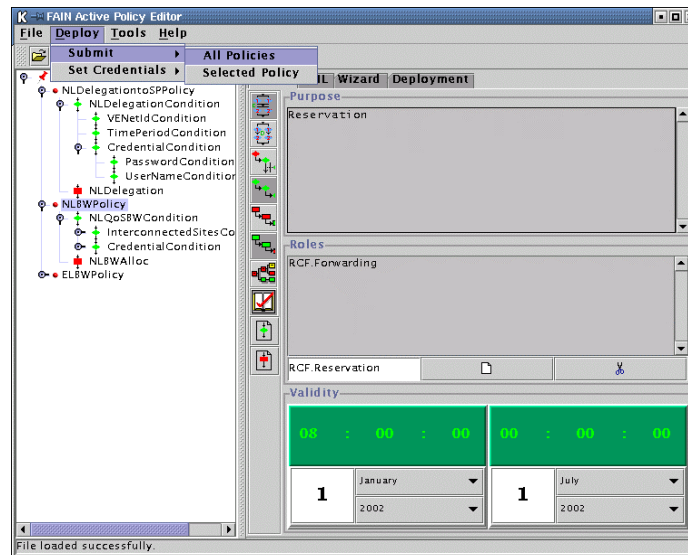 FAIN Active Policy Editor
File Deploy Tools Help
Submit
Set Credentials
All Policies
Selected Policy
Wizard Deployment
NLDelegationtoSPPolicy
NLDelegationCondition
VENetIdCondition
TimePeriodCondition
CredentialCondition
PasswordCondition
UserNameCondition
NLDelegation
NLBWPolicy
NLQoSBWCondition
InterconnectedSitesCo
CredentialCondition
NLBWAlloc
ELBWPolicy
Purpose
Reservation
Roles
RCF.Forwarding
RCF.Reservation
Validity
08 : 00 : 00
00 : 00 : 00
1
January
2002
1
July
2002
File loaded successfully.